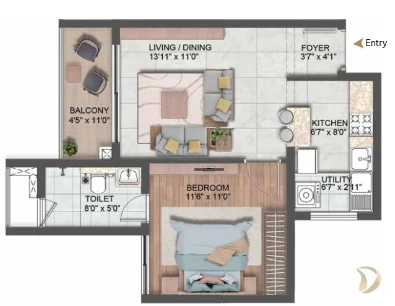 LIVING / DINING
13'11" x 11'0"
FOYER
3'7" x 4'1"
Entry
BALCONY
4'5" x 11'0"
KITCHEN
6'7" x 8'0"
UTILITY
6'7" x 2'11"
BEDROOM
11'6" x 11'0"
TOILET
8'0" x 5'0"